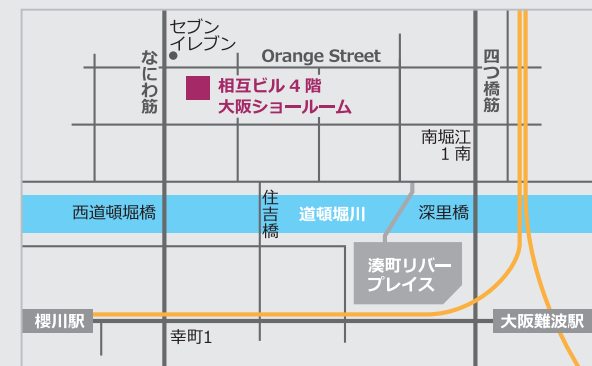 セブン
イレブン
Orange Street
なにわ筋
四つ橋筋
相互ビル4階
大阪ショールーム
南堀江
1南
西道頓堀橋
住吉橋
道頓堀川
深里橋
湊町リバー
プレイス
櫻川駅
大阪難波駅
幸町1